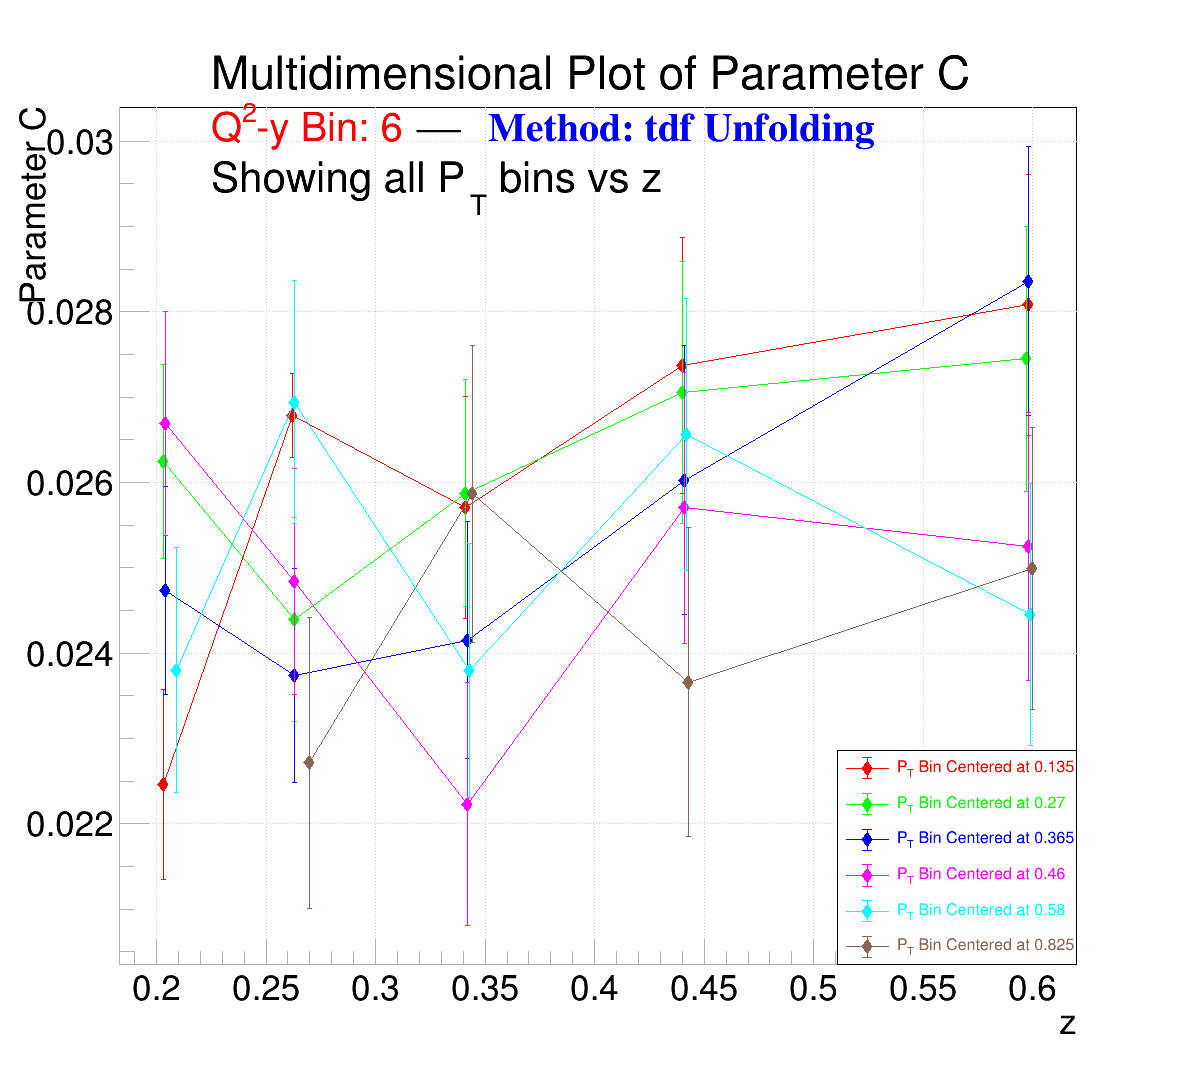 Multidimensional Plot of Parameter C
Q2-y Bin: 6 — Method: tdf Unfolding
Showing all PT bins vs z
Parameter C
0.03
0.028
0.026
0.024
0.022
PT Bin Centered at 0.135
PT Bin Centered at 0.27
PT Bin Centered at 0.365
PT Bin Centered at 0.46
PT Bin Centered at 0.58
PT Bin Centered at 0.825
0.2 0.25 0.3 0.35 0.4 0.45 0.5 0.55 0.6
z